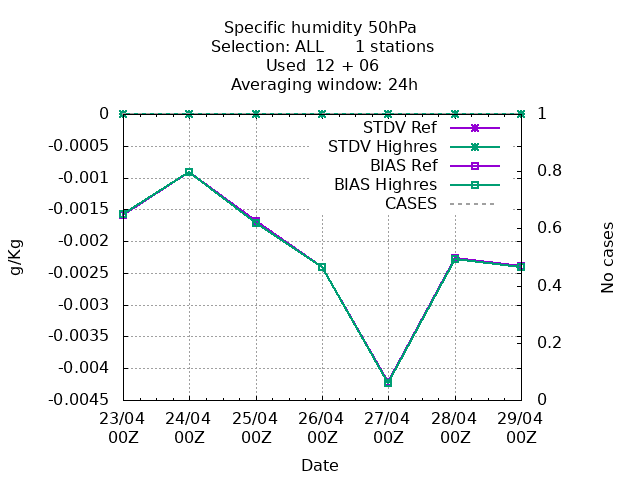 Specific humidity 50hPa
Selection: ALL 1 stations
Used 12 + 06
Averaging window: 24h
0
-0.0005
-0.001
-0.0015
-0.002
-0.0025
-0.003
-0.0035
-0.004
-0.0045
g/Kg
STDV Ref
STDV Highres
BIAS Ref
BIAS Highres
CASES
1
0.8
0.6
0.4
0.2
0
No cases
23/04 24/04 25/04 26/04 27/04 28/04 29/04
00Z 00Z 00Z 00Z 00Z 00Z 00Z
Date